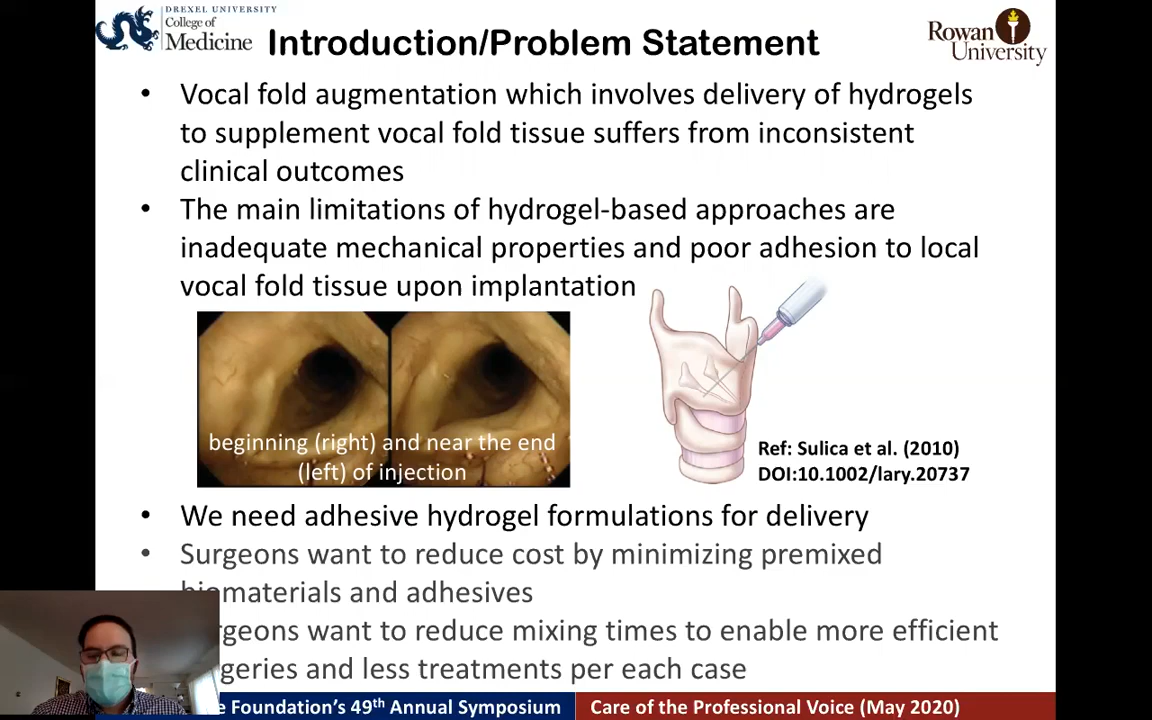 DREXEL UNIVERSITY
College of
Medicine
Introduction/Problem Statement
Rowan
University
• Vocal fold augmentation which involves delivery of hydrogels
to supplement vocal fold tissue suffers from inconsistent
clinical outcomes
• The main limitations of hydrogel-based approaches are
inadequate mechanical properties and poor adhesion to local
vocal fold tissue upon implantation
beginning (right) and near the end
(left) of injection
Ref: Sulica et al. (2010)
DOI:10.1002/lary.20737
• We need adhesive hydrogel formulations for delivery
• Surgeons want to reduce cost by minimizing premixed
biomaterials and adhesives
rgeons want to reduce mixing times to enable more efficient
geries and less treatments per each case
e Foundation's 49th Annual Symposium
Care of the Professional Voice (May 2020)